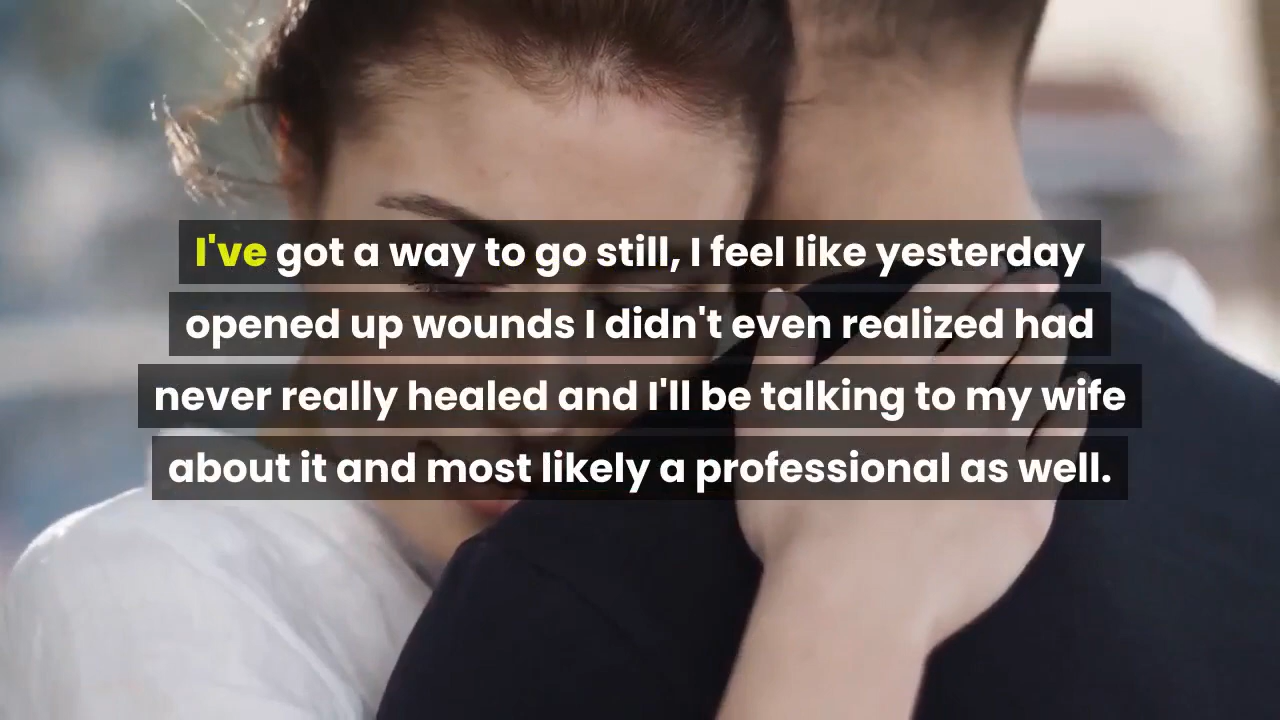 I've got a way to go still, I feel like yesterday
opened up wounds I didn't even realized had
never really healed and I'll be talking to my wife
about it and most likely a professional as well.